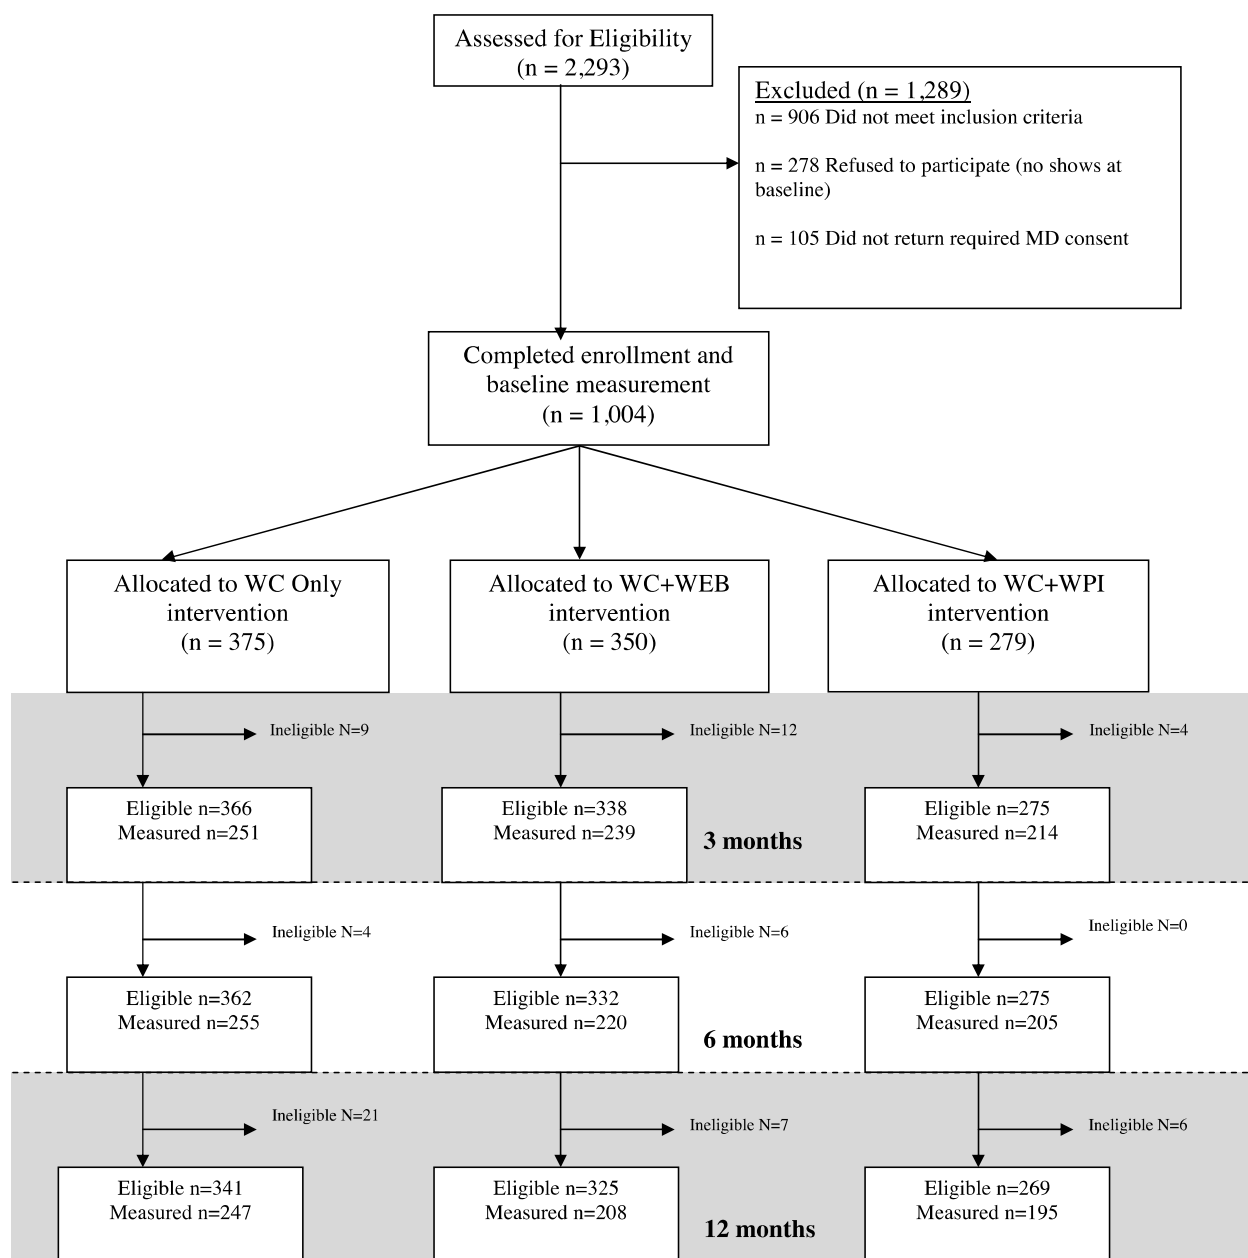 Assessed for Eligibility
(n = 2,293)
Excluded (n = 1,289)
n = 906 Did not meet inclusion criteria
n = 278 Refused to participate (no shows at
baseline)
n = 105 Did not return required MD consent
Completed enrollment and
baseline measurement
(n = 1,004)
Allocated to WC Only
intervention
(n = 375)
Allocated to WC+WEB
intervention
(n = 350)
Allocated to WC+WPI
intervention
(n = 279)
Ineligible N=9
Ineligible N=12
Ineligible N=4
Eligible n=366
Measured n=251
Eligible n=338
Measured n=239
3 months
Eligible n=275
Measured n=214
Ineligible N=4
Ineligible N=6
Ineligible N=0
Eligible n=362
Measured n=255
Eligible n=332
Measured n=220
6 months
Eligible n=275
Measured n=205
Ineligible N=21
Ineligible N=7
Ineligible N=6
Eligible n=341
Measured n=247
Eligible n=325
Measured n=208
12 months
Eligible n=269
Measured n=195